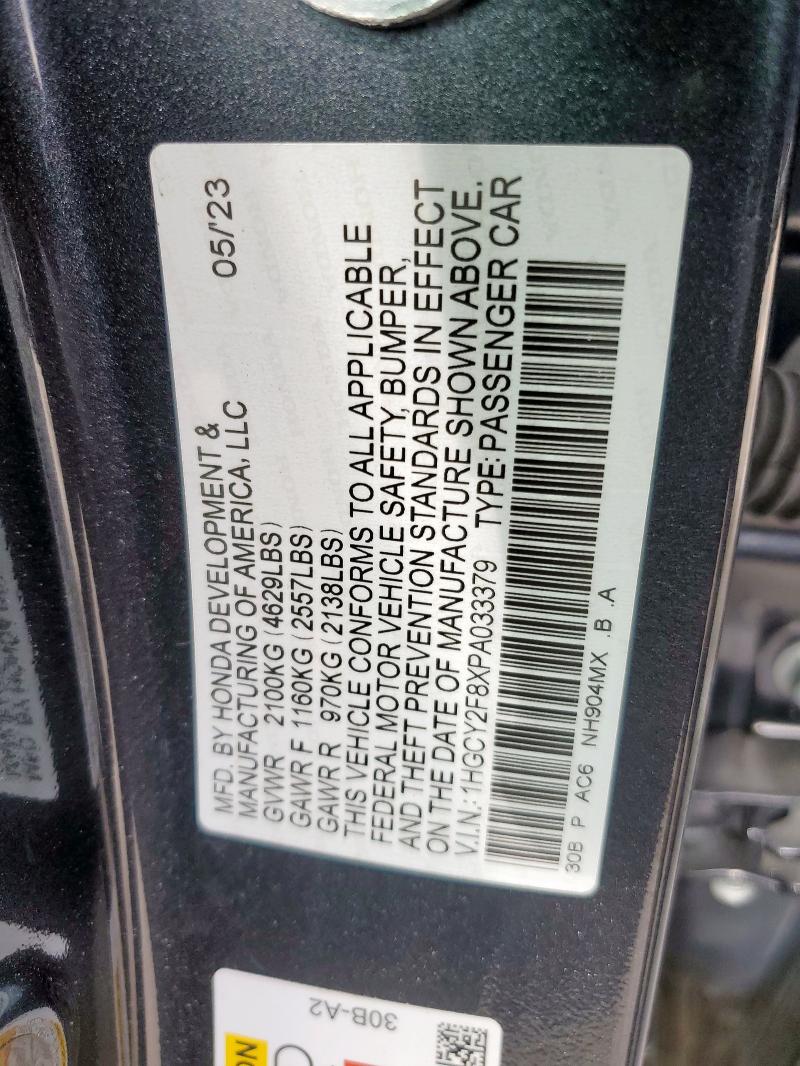 MFD. BY HONDA DEVELOPMENT &
MANUFACTURING OF AMERICA, LLC 05/'23
GVWR 2100KG (4629LBS)
GAWR F 1160KG (2557LBS)
GAWR R 970KG (2138LBS)
THIS VEHICLE CONFORMS TO ALL APPLICABLE
FEDERAL MOTOR VEHICLE SAFETY, BUMPER,
AND THEFT PREVENTION STANDARDS IN EFFECT
ON THE DATE OF MANUFACTURE SHOWN ABOVE.
V.I.N.: 1HGCY2F8XPA033379 TYPE: PASSENGER CAR
30B P AC6 NH904MX .B .A
30B-A2